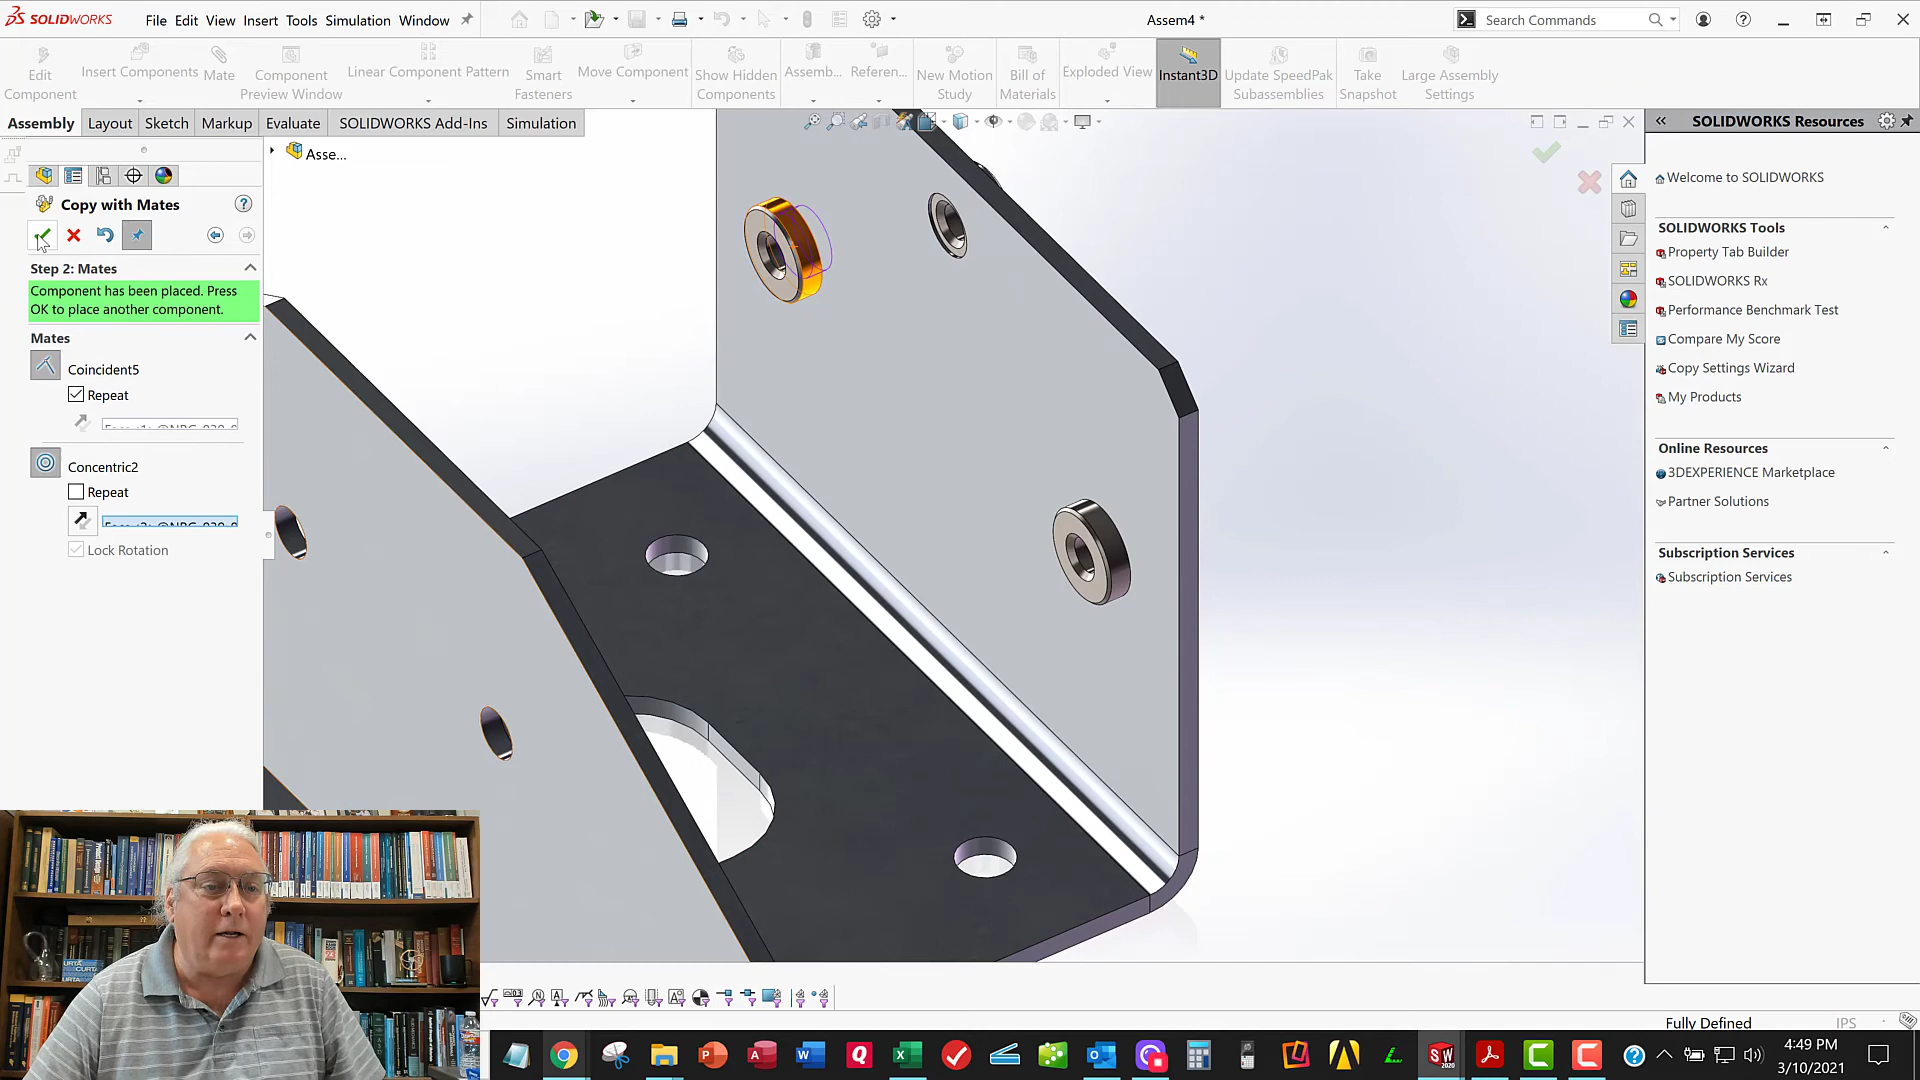 SOLIDWORKS
File Edit View Insert Tools Simulation Window
Assem4 *
Search Commands
Edit Component
Insert Components
Mate
Component Preview Window
Linear Component Pattern
Smart Fasteners
Move Component
Show Hidden Components
Assemb...
Referen...
New Motion Study
Bill of Materials
Exploded View
Instant3D
Update SpeedPak Subassemblies
Take Snapshot
Large Assembly Settings
Assembly Layout Sketch Markup Evaluate SOLIDWORKS Add-Ins Simulation
Asse...
Copy with Mates
Step 2: Mates
Component has been placed. Press
OK to place another component.
Mates
Coincident5
Repeat
Concentric2
Repeat
Lock Rotation
SOLIDWORKS Resources
Welcome to SOLIDWORKS
SOLIDWORKS Tools
Property Tab Builder
SOLIDWORKS Rx
Performance Benchmark Test
Compare My Score
Copy Settings Wizard
My Products
Online Resources
3DEXPERIENCE Marketplace
Partner Solutions
Subscription Services
Subscription Services
Fully Defined
IPS
4:49 PM
3/10/2021